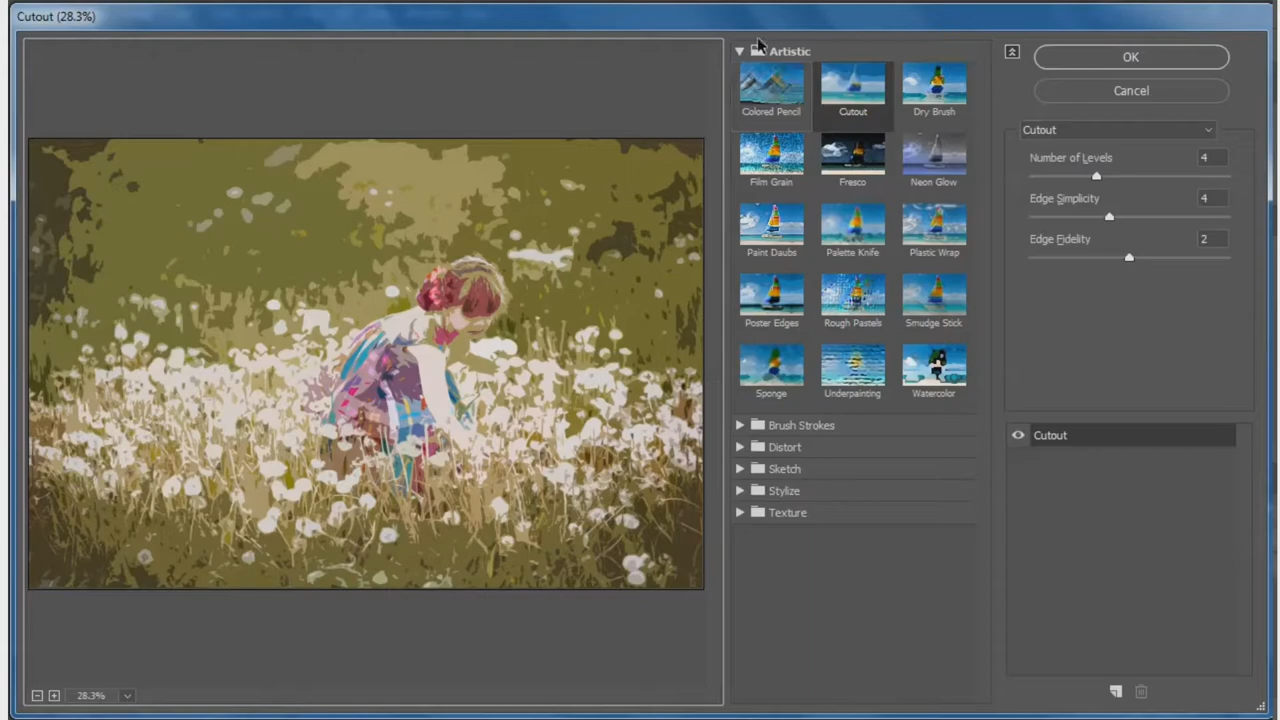 Cutout (28.3%)
Artistic
Colored Pencil
Cutout
Dry Brush
Film Grain
Fresco
Neon Glow
Paint Daubs
Palette Knife
Plastic Wrap
Poster Edges
Rough Pastels
Smudge Stick
Sponge
Underpainting
Watercolor
Brush Strokes
Distort
Sketch
Stylize
Texture
28.3%
OK
Cancel
Cutout
Number of Levels 4
Edge Simplicity 4
Edge Fidelity 2
Cutout